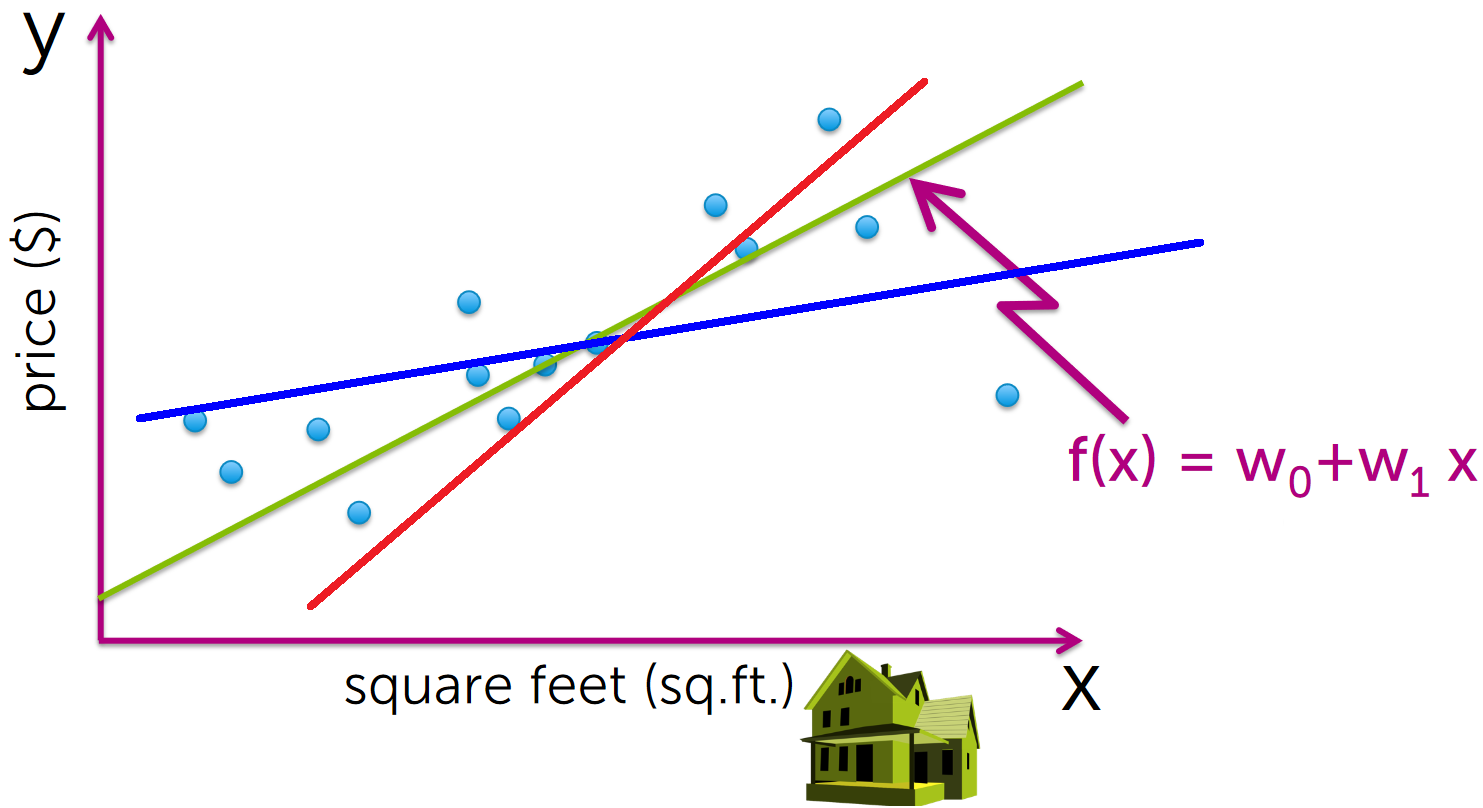 y
price ($)
f(x) = w₀+w₁ x
square feet (sq.ft.)
x